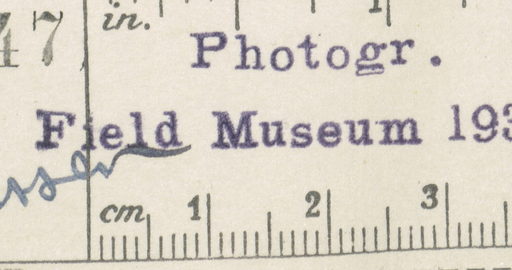 in. 1
47 Photogr.
Field Museum 193
cm 1 2 3